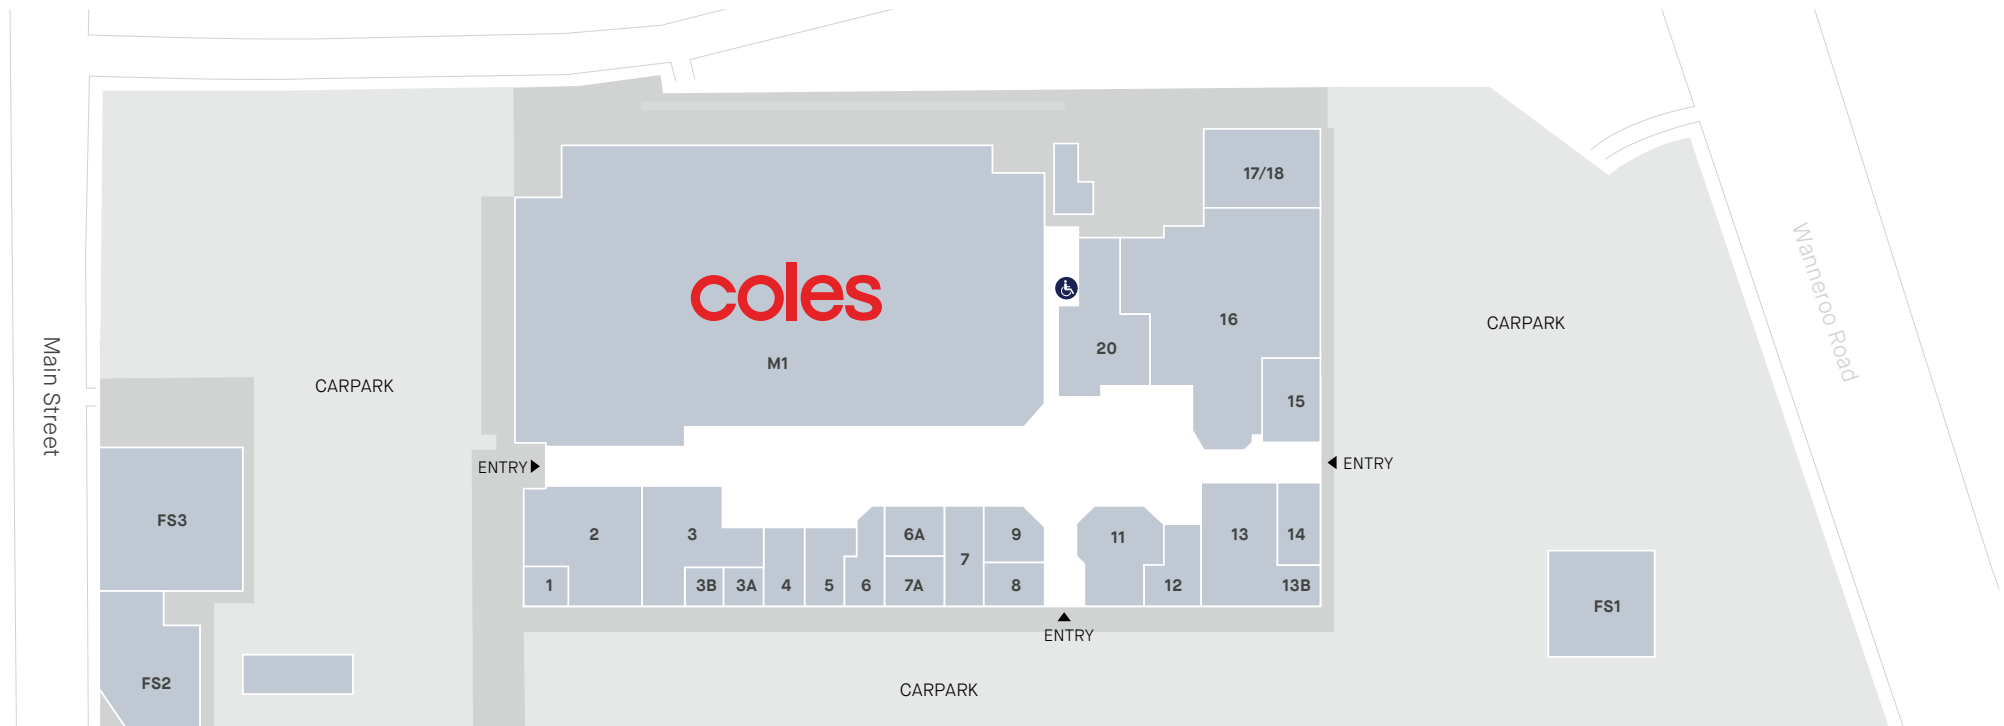 17/18
Wanneroo Road
coles
16
CARPARK
Main Street
20
M1
CARPARK
15
ENTRY
ENTRY
FS3
2
3
6A
9
11
13
14
7
1
3B
3A
4
5
6
7A
8
12
13B
FS1
ENTRY
FS2
CARPARK